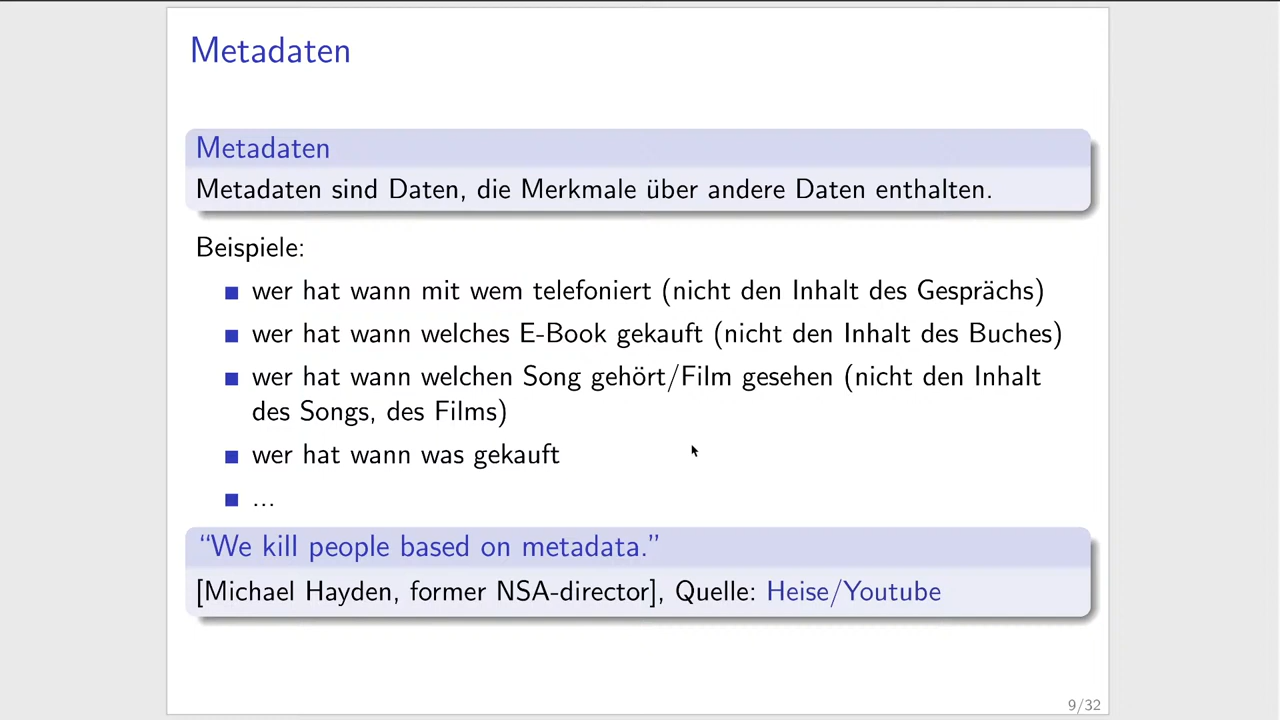 Metadaten
Metadaten
Metadaten sind Daten, die Merkmale über andere Daten enthalten.
Beispiele:
wer hat wann mit wem telefoniert (nicht den Inhalt des Gesprächs)
wer hat wann welches E-Book gekauft (nicht den Inhalt des Buches)
wer hat wann welchen Song gehört/Film gesehen (nicht den Inhalt
des Songs, des Films)
wer hat wann was gekauft
...
“We kill people based on metadata.”
[Michael Hayden, former NSA-director], Quelle: Heise/Youtube
9/32